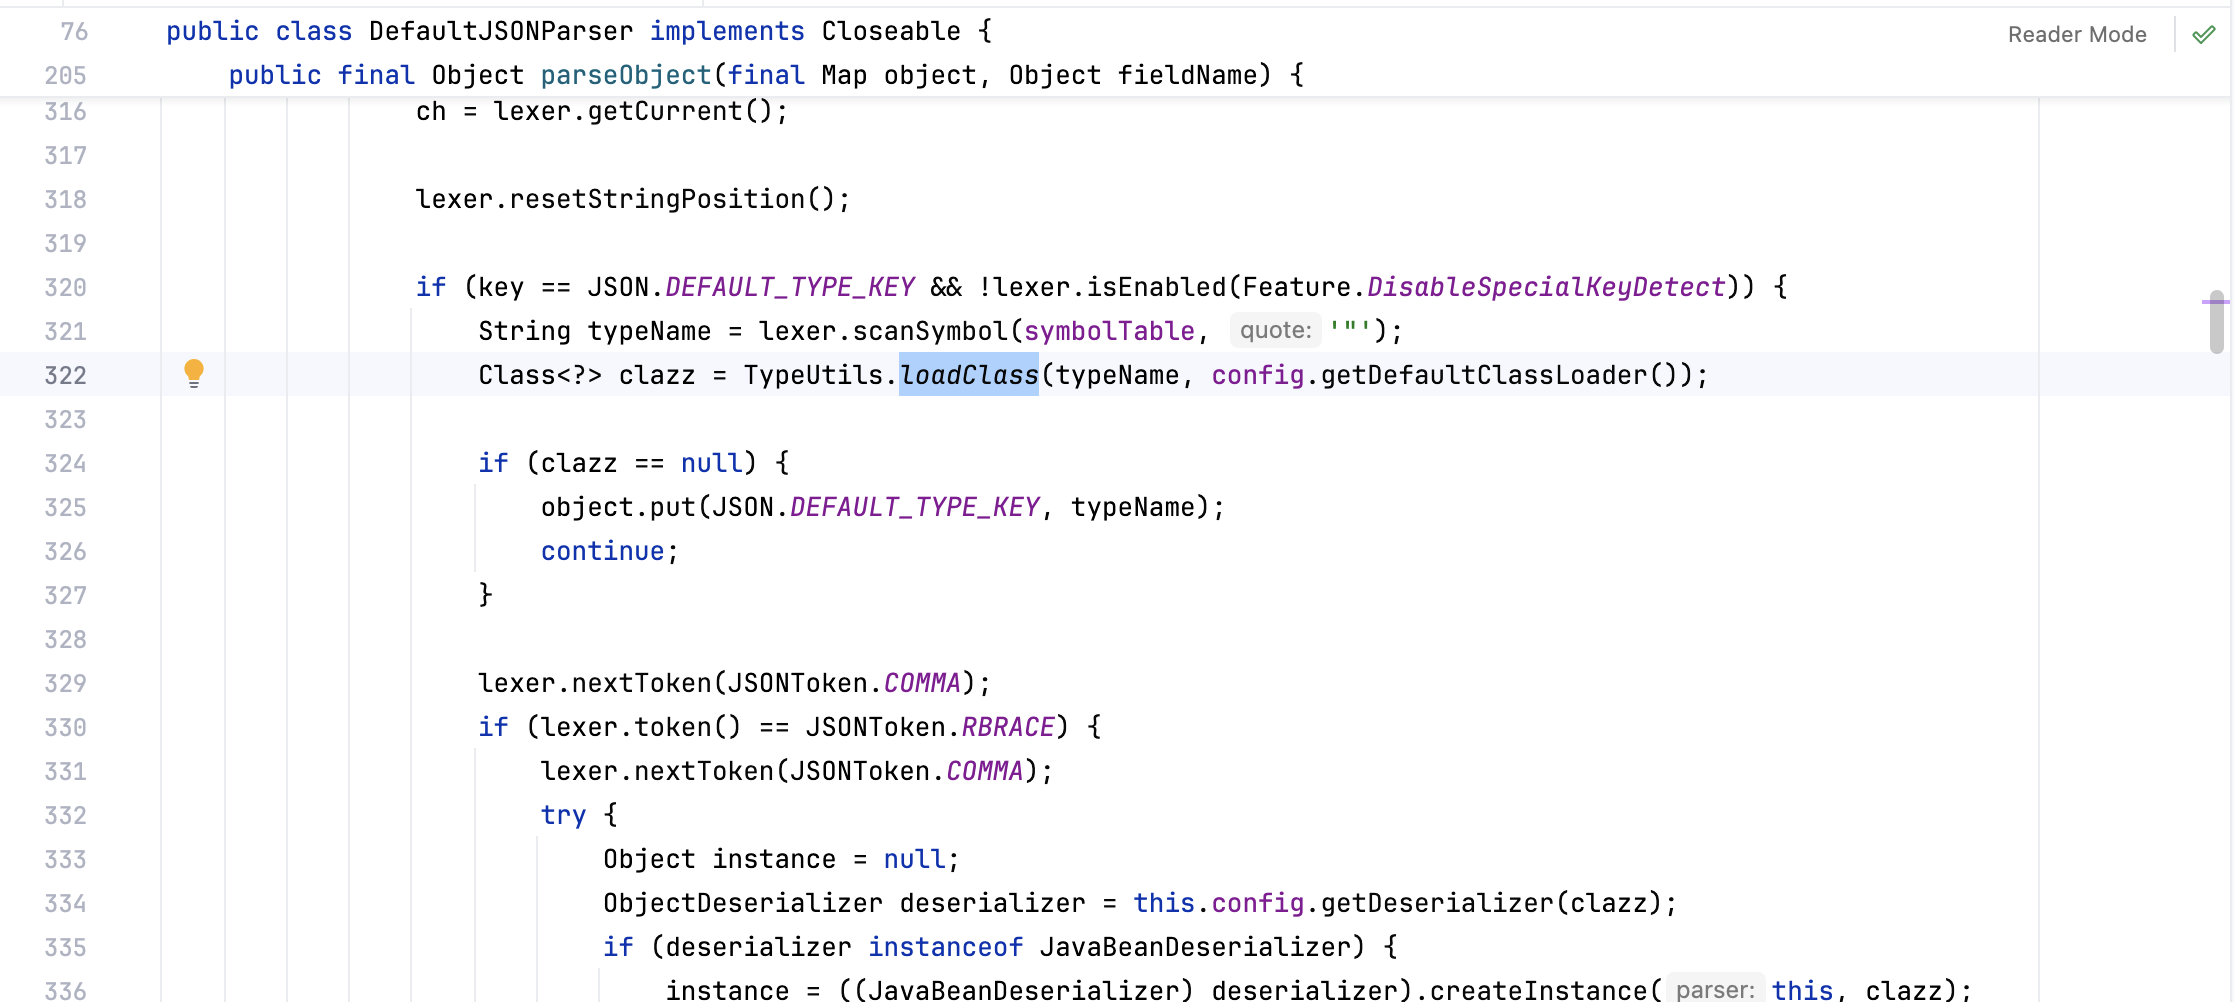 76 public class DefaultJSONParser implements Closeable {
Reader Mode
205 public final Object parseObject(final Map object, Object fieldName) {
316 ch = lexer.getCurrent();
317
318 lexer.resetStringPosition();
319
320 if (key == JSON.DEFAULT_TYPE_KEY && !lexer.isEnabled(Feature.DisableSpecialKeyDetect)) {
321 String typeName = lexer.scanSymbol(symbolTable, quote: '"');
322 Class<?> clazz = TypeUtils.loadClass(typeName, config.getDefaultClassLoader());
323
324 if (clazz == null) {
325 object.put(JSON.DEFAULT_TYPE_KEY, typeName);
326 continue;
327 }
328
329 lexer.nextToken(JSONToken.COMMA);
330 if (lexer.token() == JSONToken.RBRACE) {
331 lexer.nextToken(JSONToken.COMMA);
332 try {
333 Object instance = null;
334 ObjectDeserializer deserializer = this.config.getDeserializer(clazz);
335 if (deserializer instanceof JavaBeanDeserializer) {
336 instance = ((JavaBeanDeserializer) deserializer).createInstance( parser: this, clazz);